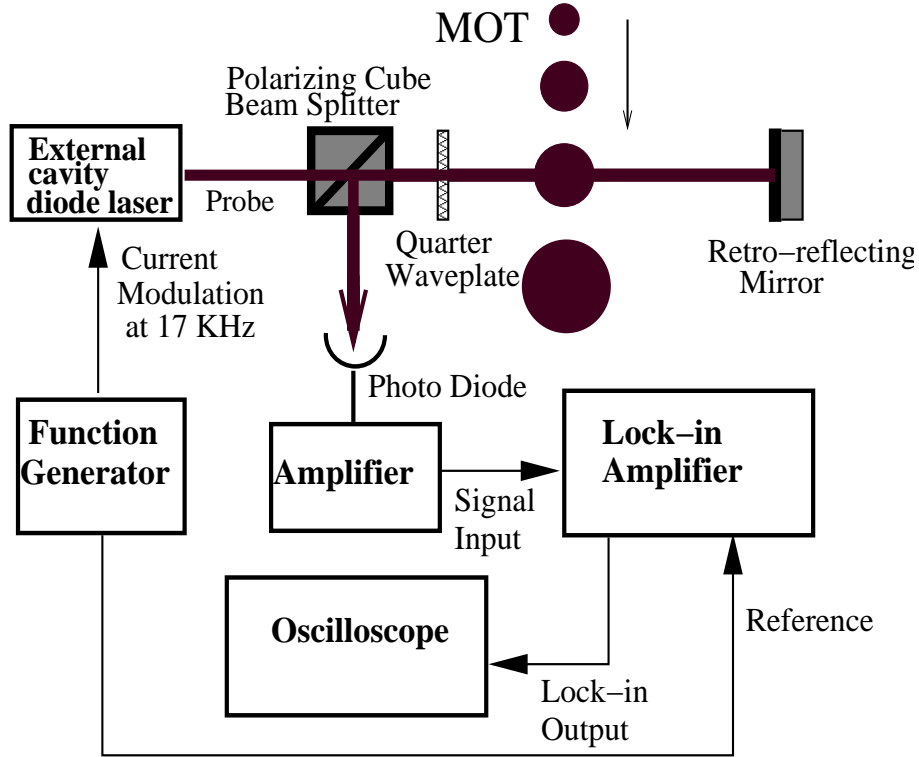 MOT
Polarizing Cube
Beam Splitter
External
cavity
diode laser
Probe
Quarter
Waveplate
Retro−reflecting
Mirror
Current
Modulation
at 17 KHz
Photo Diode
Function
Generator
Amplifier
Signal
Input
Lock−in
Amplifier
Oscilloscope
Lock−in
Output
Reference